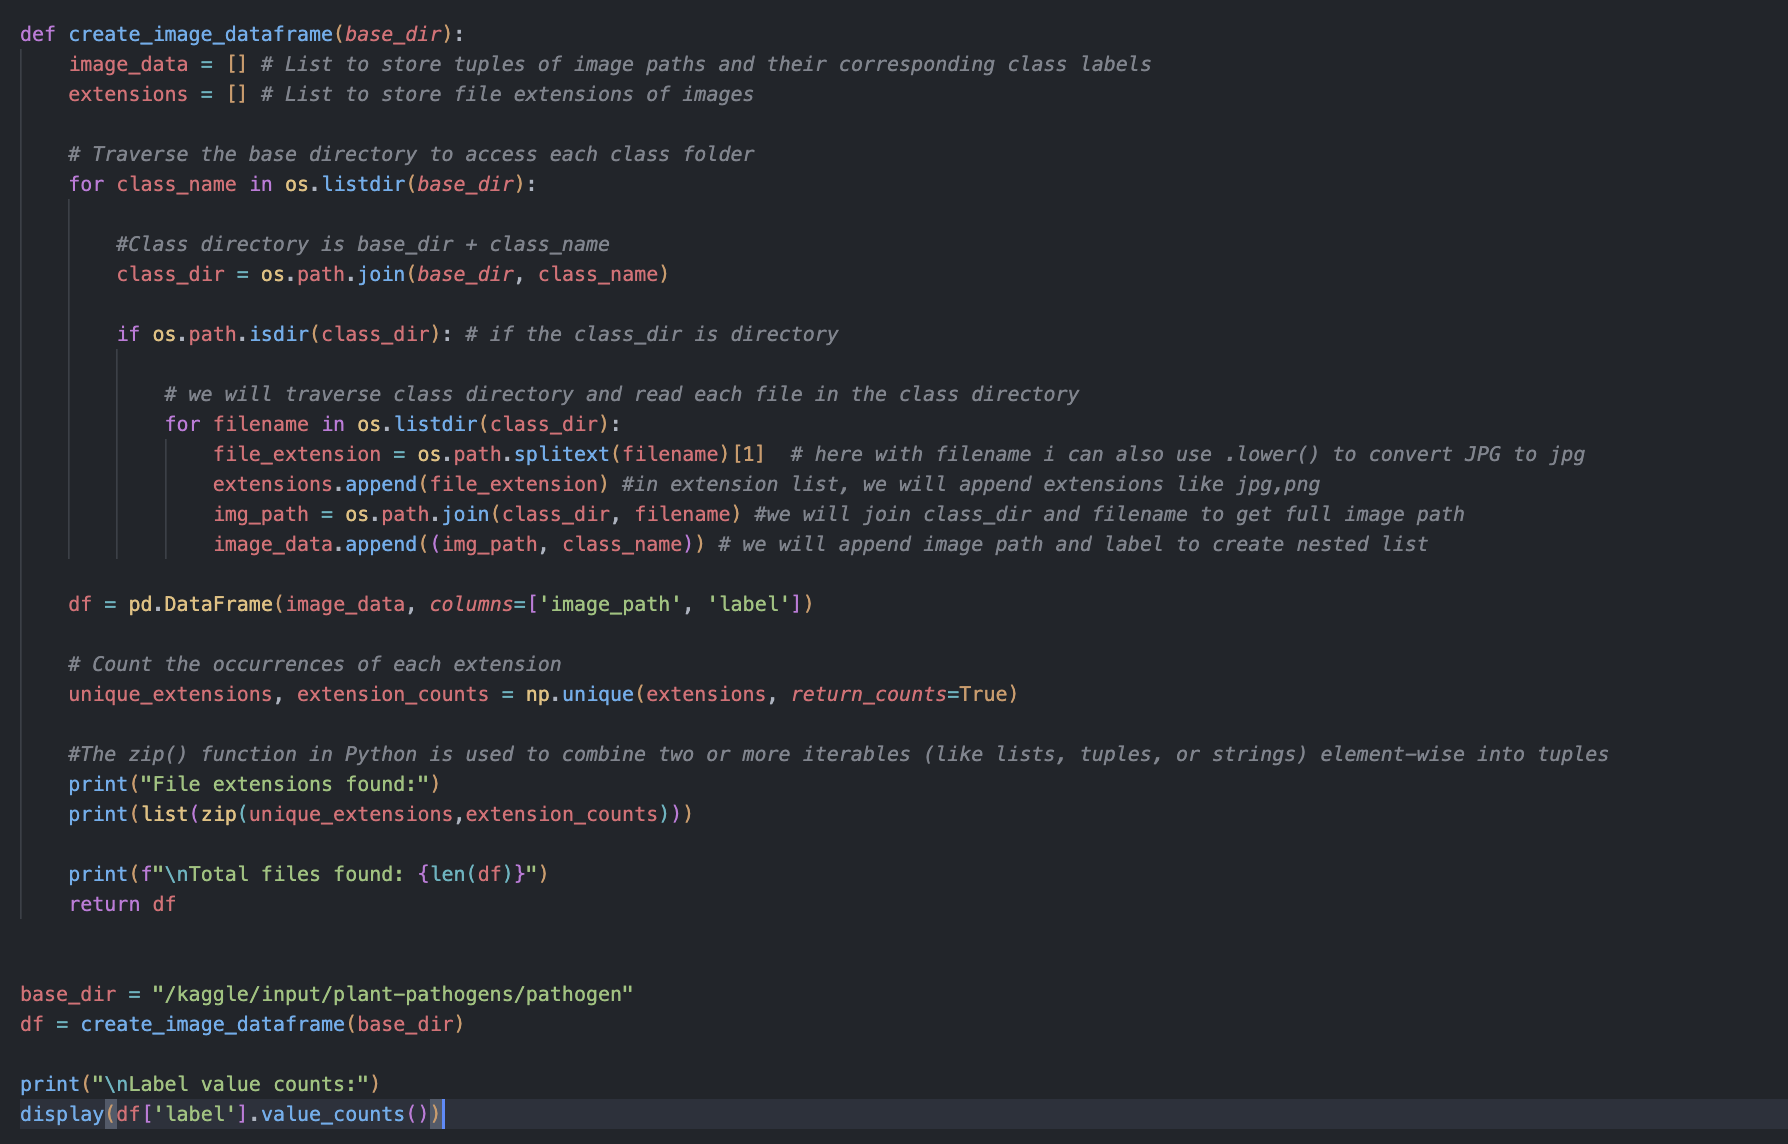 def create_image_dataframe(base_dir):
    image_data = [] # List to store tuples of image paths and their corresponding class labels
    extensions = [] # List to store file extensions of images

    # Traverse the base directory to access each class folder
    for class_name in os.listdir(base_dir):

        #Class directory is base_dir + class_name
        class_dir = os.path.join(base_dir, class_name)

        if os.path.isdir(class_dir): # if the class_dir is directory

            # we will traverse class directory and read each file in the class directory
            for filename in os.listdir(class_dir):
                file_extension = os.path.splitext(filename)[1]  # here with filename i can also use .lower() to convert JPG to jpg
                extensions.append(file_extension) #in extension list, we will append extensions like jpg,png
                img_path = os.path.join(class_dir, filename) #we will join class_dir and filename to get full image path
                image_data.append((img_path, class_name)) # we will append image path and label to create nested list

    df = pd.DataFrame(image_data, columns=['image_path', 'label'])

    # Count the occurrences of each extension
    unique_extensions, extension_counts = np.unique(extensions, return_counts=True)

    #The zip() function in Python is used to combine two or more iterables (like lists, tuples, or strings) element-wise into tuples
    print("File extensions found:")
    print(list(zip(unique_extensions,extension_counts)))

    print(f"\nTotal files found: {len(df)}")
    return df


base_dir = "/kaggle/input/plant-pathogens/pathogen"
df = create_image_dataframe(base_dir)

print("\nLabel value counts:")
display(df['label'].value_counts())